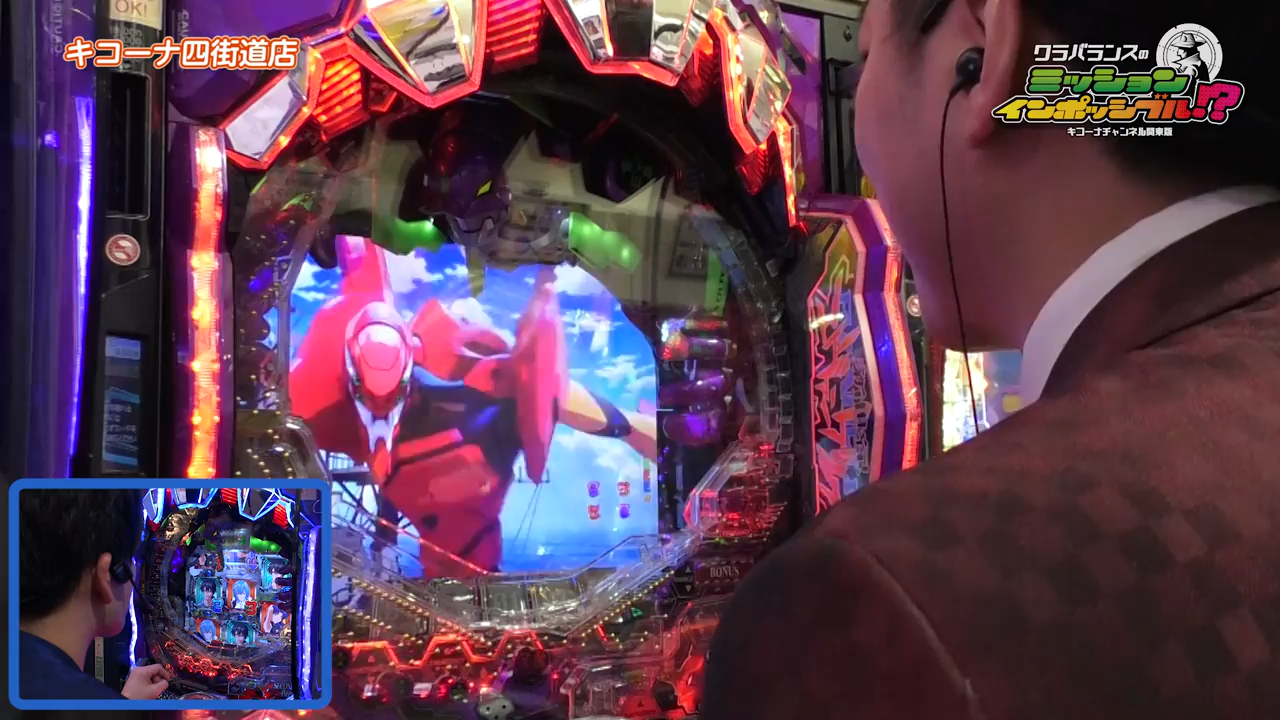 OK!
キコーナ四街道店
ワラバランスの
ミッション
インポッシブル!?
キコーナチャンネル関東版
BONUS